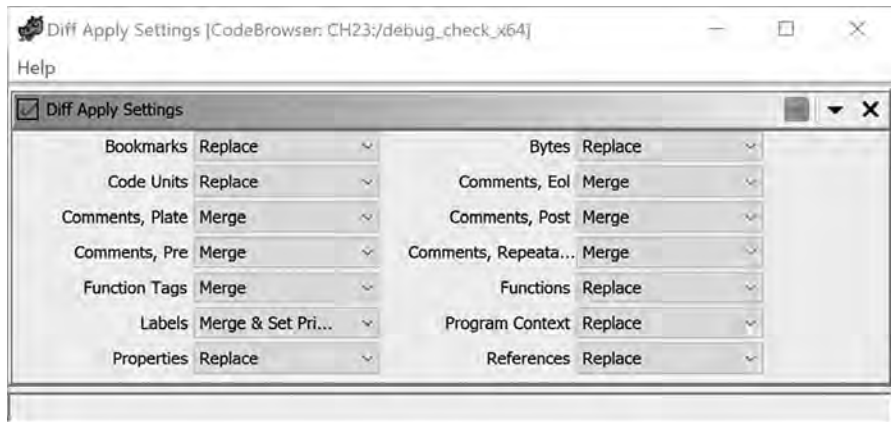 Diff Apply Settings [CodeBrowser: CH23:/debug_check_x64]
Help
Diff Apply Settings
Bookmarks Replace Bytes Replace
Code Units Replace Comments, Eol Merge
Comments, Plate Merge Comments, Post Merge
Comments, Pre Merge Comments, Repeata... Merge
Function Tags Merge Functions Replace
Labels Merge & Set Pri... Program Context Replace
Properties Replace References Replace